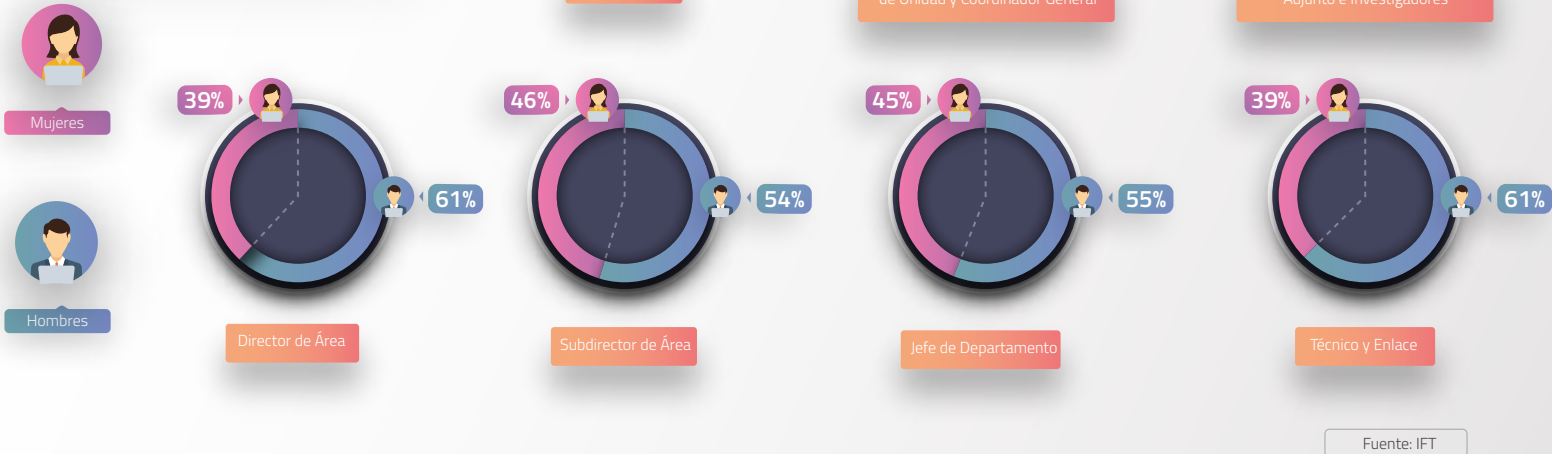 de Unidad y Coordinador General
Adjunto e Investigadores
Mujeres
Hombres
39%
61%
Director de Área
46%
54%
Subdirector de Área
45%
55%
Jefe de Departamento
39%
61%
Técnico y Enlace
Fuente: IFT